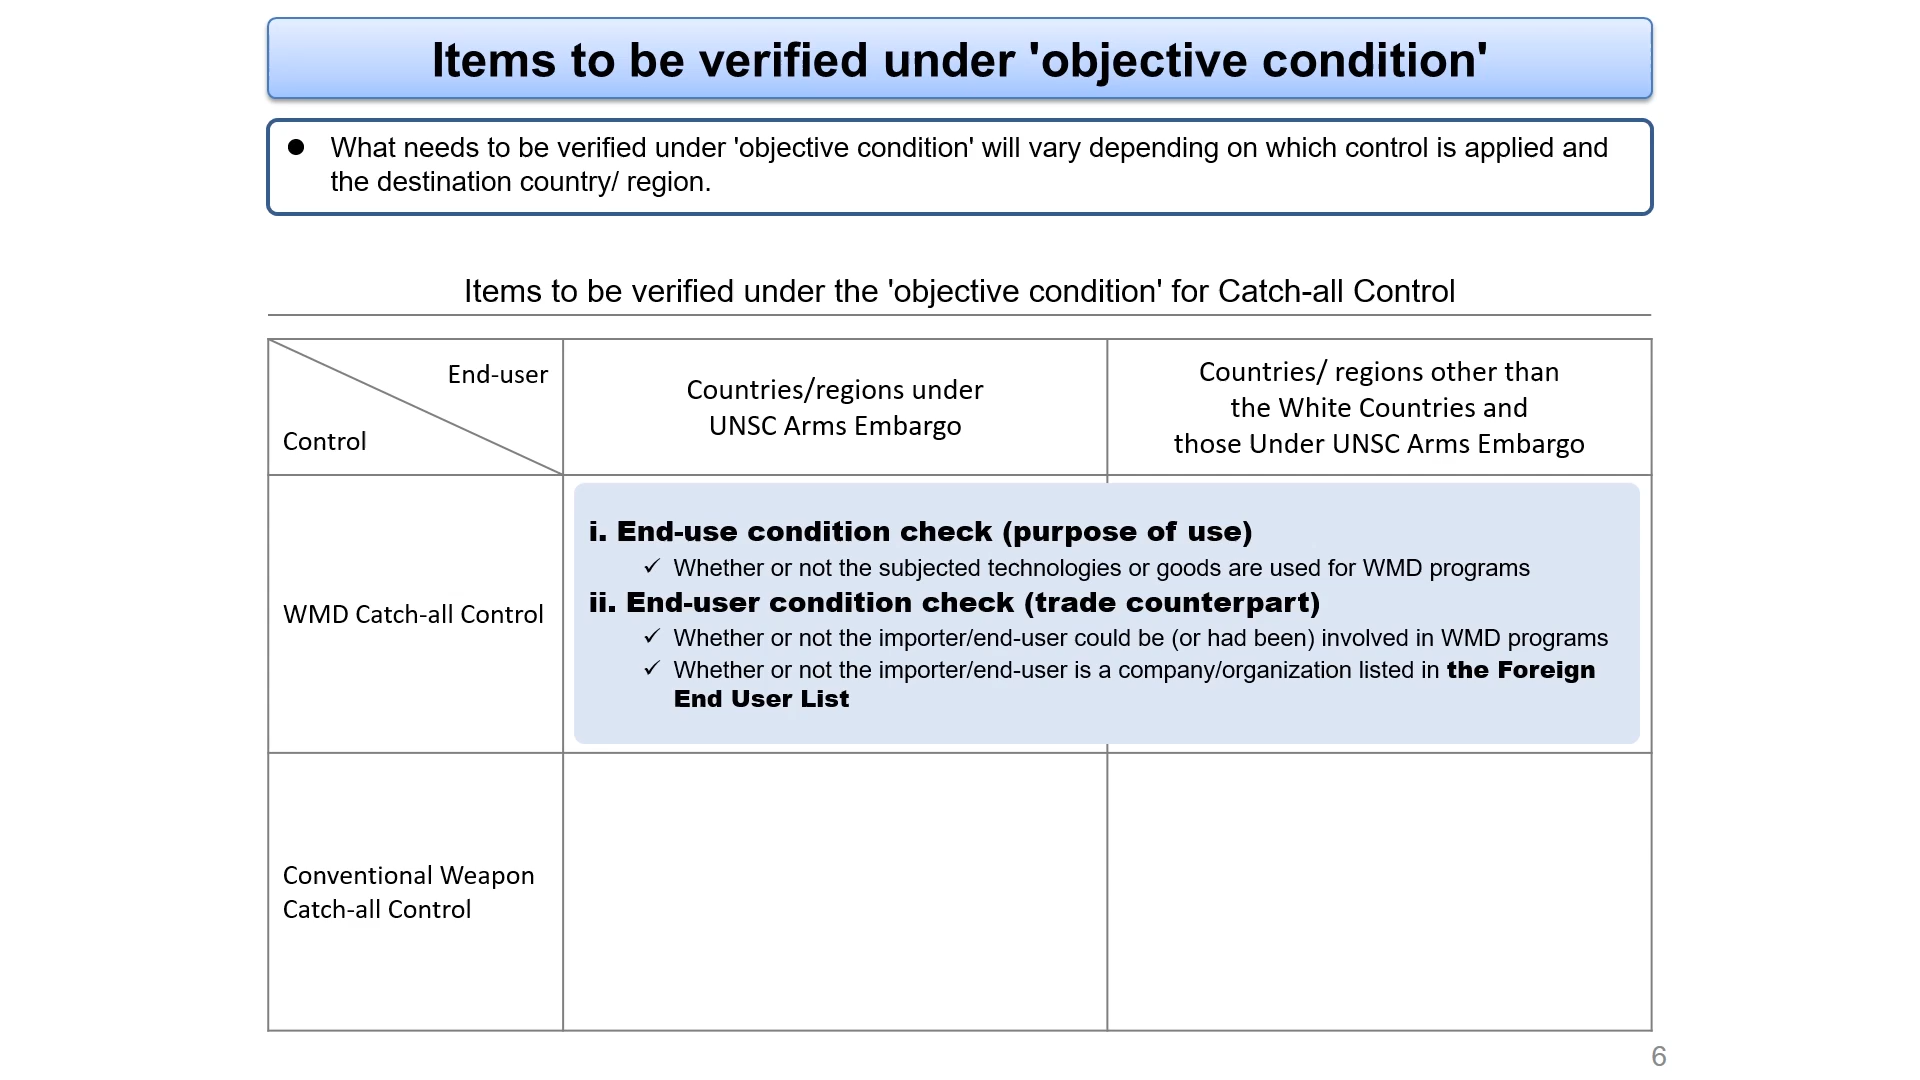 Items to be verified under 'objective condition'
● What needs to be verified under 'objective condition' will vary depending on which control is applied and
the destination country/ region.
Items to be verified under the 'objective condition' for Catch-all Control
End-user
Control
Countries/regions under
UNSC Arms Embargo
Countries/ regions other than
the White Countries and
those Under UNSC Arms Embargo
WMD Catch-all Control
i. End-use condition check (purpose of use)
✓ Whether or not the subjected technologies or goods are used for WMD programs
ii. End-user condition check (trade counterpart)
✓ Whether or not the importer/end-user could be (or had been) involved in WMD programs
✓ Whether or not the importer/end-user is a company/organization listed in the Foreign
End User List
Conventional Weapon
Catch-all Control
6